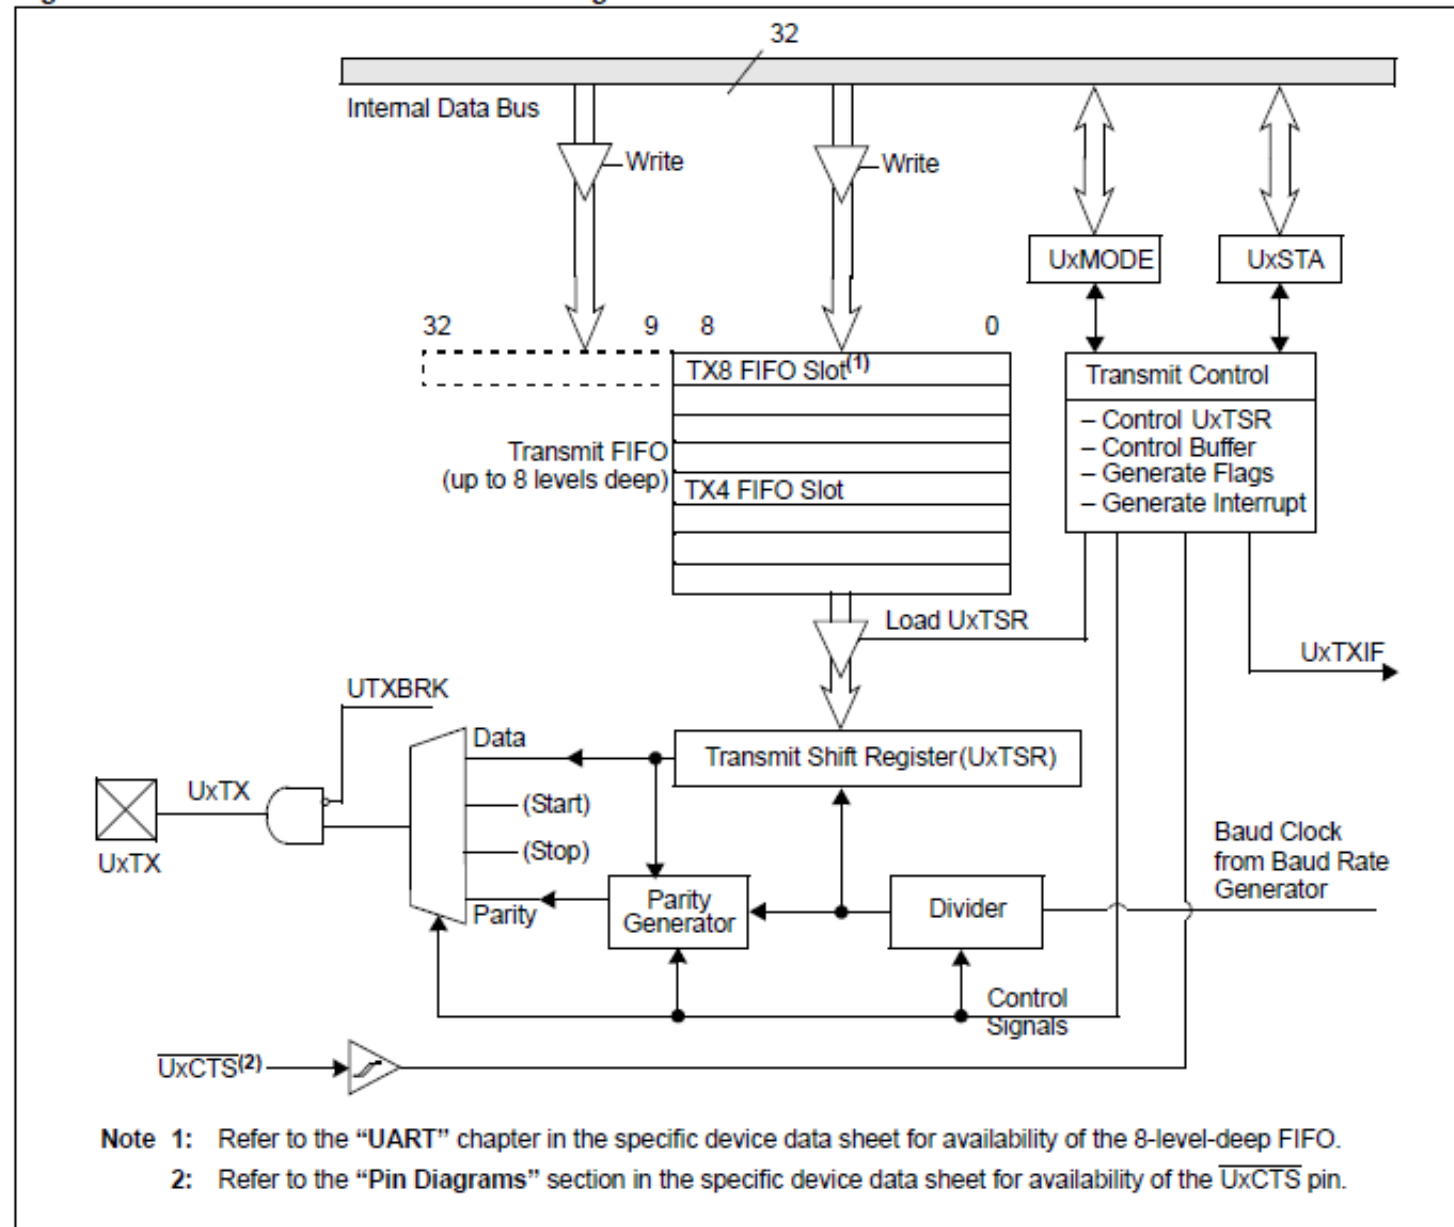 32
Internal Data Bus
Write
Write
UxMODE
UxSTA
32
9
8
0
TX8 FIFO Slot(1)
Transmit Control
– Control UxTSR
– Control Buffer
– Generate Flags
– Generate Interrupt
Transmit FIFO
(up to 8 levels deep)
TX4 FIFO Slot
Load UxTSR
UxTXIF
UTXBRK
Data
Transmit Shift Register (UxTSR)
UxTX
(Start)
(Stop)
UxTX
Baud Clock
from Baud Rate
Generator
Parity
Parity
Generator
Divider
Control
Signals
UxCTS(2)
Note 1: Refer to the “UART” chapter in the specific device data sheet for availability of the 8-level-deep FIFO.
2: Refer to the “Pin Diagrams” section in the specific device data sheet for availability of the UxCTS pin.